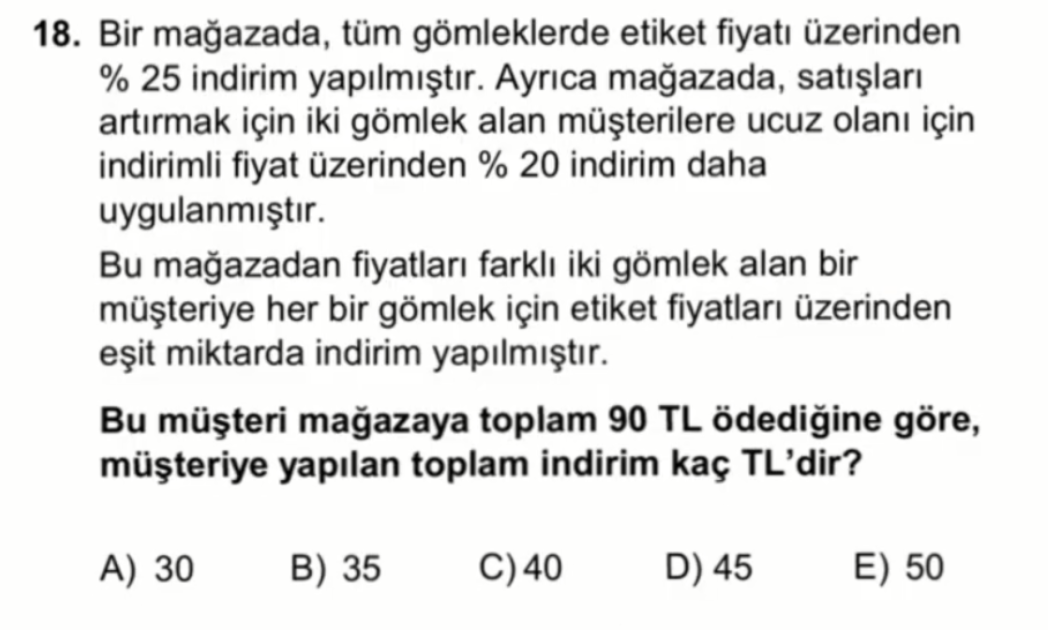 18. Bir mağazada, tüm gömleklerde etiket fiyatı üzerinden
% 25 indirim yapılmıştır. Ayrıca mağazada, satışları
artırmak için iki gömlek alan müşterilere ucuz olanı için
indirimli fiyat üzerinden % 20 indirim daha
uygulanmıştır.
Bu mağazadan fiyatları farklı iki gömlek alan bir
müşteriye her bir gömlek için etiket fiyatları üzerinden
eşit miktarda indirim yapılmıştır.
Bu müşteri mağazaya toplam 90 TL ödediğine göre,
müşteriye yapılan toplam indirim kaç TL’dir?
A) 30 B) 35 C) 40 D) 45 E) 50